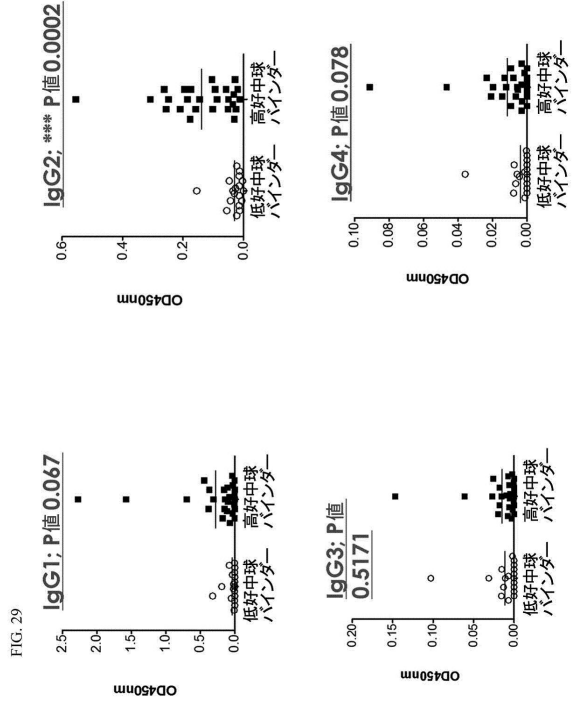 FIG. 29
IgG1; P値 0.067
OD450nm
2.5
2.0
1.5
1.0
0.5
0.0
低好中球
バインダー
高好中球
バインダー
IgG2; *** P値 0.0002
OD450nm
0.6
0.4
0.2
0.0
低好中球
バインダー
高好中球
バインダー
IgG3; P値
0.5171
OD450nm
0.20
0.15
0.10
0.05
0.00
低好中球
バインダー
高好中球
バインダー
IgG4; P値 0.078
OD450nm
0.10
0.08
0.06
0.04
0.02
0.00
低好中球
バインダー
高好中球
バインダー